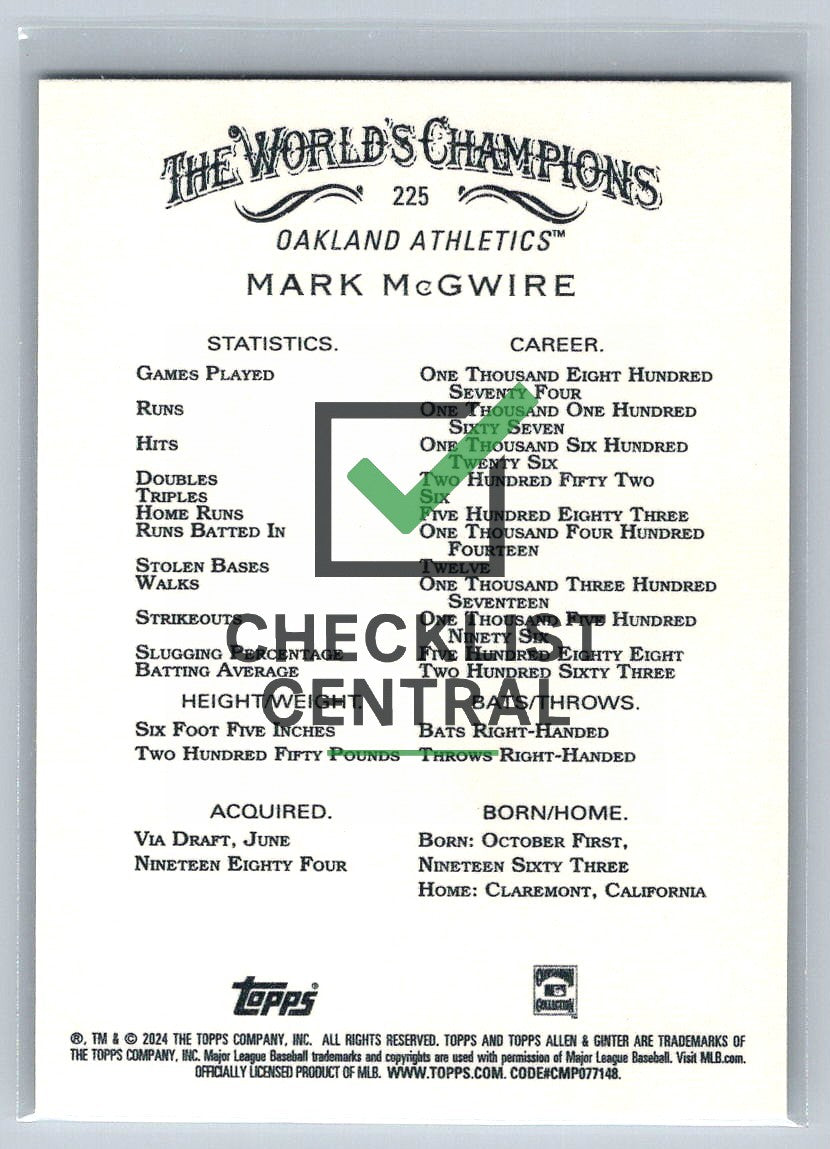 THE WORLD'S CHAMPIONS
225
OAKLAND ATHLETICS™
MARK McGWIRE
STATISTICS. CAREER.
GAMES PLAYED ONE THOUSAND EIGHT HUNDRED
SEVENTY FOUR
RUNS ONE THOUSAND ONE HUNDRED
SIXTY SEVEN
HITS ONE THOUSAND SIX HUNDRED
TWENTY SIX
DOUBLES TWO HUNDRED FIFTY TWO
TRIPLES SIX
HOME RUNS FIVE HUNDRED EIGHTY THREE
RUNS BATTED IN ONE THOUSAND FOUR HUNDRED
FOURTEEN
STOLEN BASES TWELVE
WALKS ONE THOUSAND THREE HUNDRED
SEVENTEEN
STRIKEOUTS ONE THOUSAND FIVE HUNDRED
NINETY SIX
SLUGGING PERCENTAGE FIVE HUNDRED EIGHTY EIGHT
BATTING AVERAGE TWO HUNDRED SIXTY THREE
CHECKLIST
CENTRAL
HEIGHT/WEIGHT. BATS/THROWS.
SIX FOOT FIVE INCHES BATS RIGHT-HANDED
TWO HUNDRED FIFTY POUNDS THROWS RIGHT-HANDED
ACQUIRED. BORN/HOME.
VIA DRAFT, JUNE BORN: OCTOBER FIRST,
NINETEEN EIGHTY FOUR NINETEEN SIXTY THREE
HOME: CLAREMONT, CALIFORNIA
topps®
®, TM & © 2024 THE TOPPS COMPANY, INC. ALL RIGHTS RESERVED. TOPPS AND TOPPS ALLEN & GINTER ARE TRADEMARKS OF
THE TOPPS COMPANY, INC. Major League Baseball trademarks and copyrights are used with permission of Major League Baseball. Visit MLB.com.
OFFICIALLY LICENSED PRODUCT OF MLB. WWW.TOPPS.COM. CODE#CMP077148.